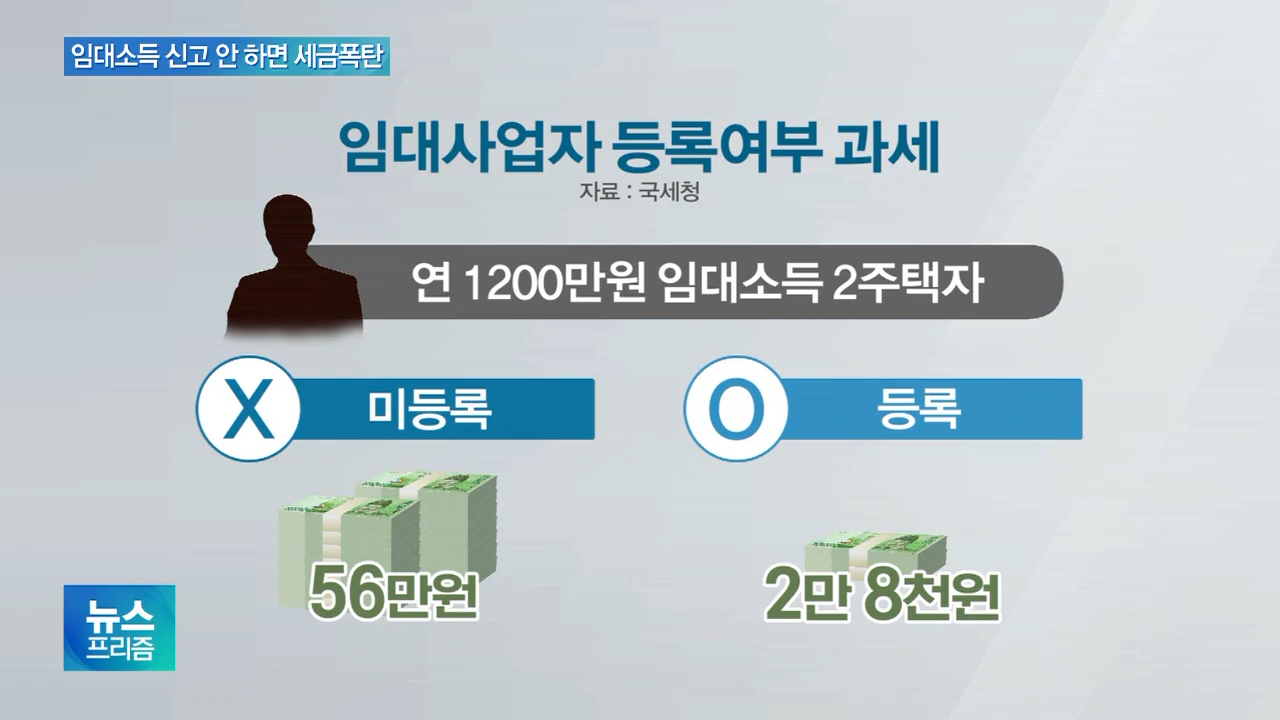 임대소득 신고 안 하면 세금폭탄
임대사업자 등록여부 과세
자료 : 국세청
연 1200만원 임대소득 2주택자
X 미등록
O 등록
56만원
2만 8천원
뉴스
프리즘